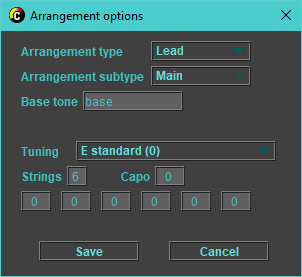 C Arrangement options
Arrangement type Lead
Arrangement subtype Main
Base tone base
Tuning E standard (0)
Strings 6 Capo 0
0 0 0 0 0 0
Save Cancel